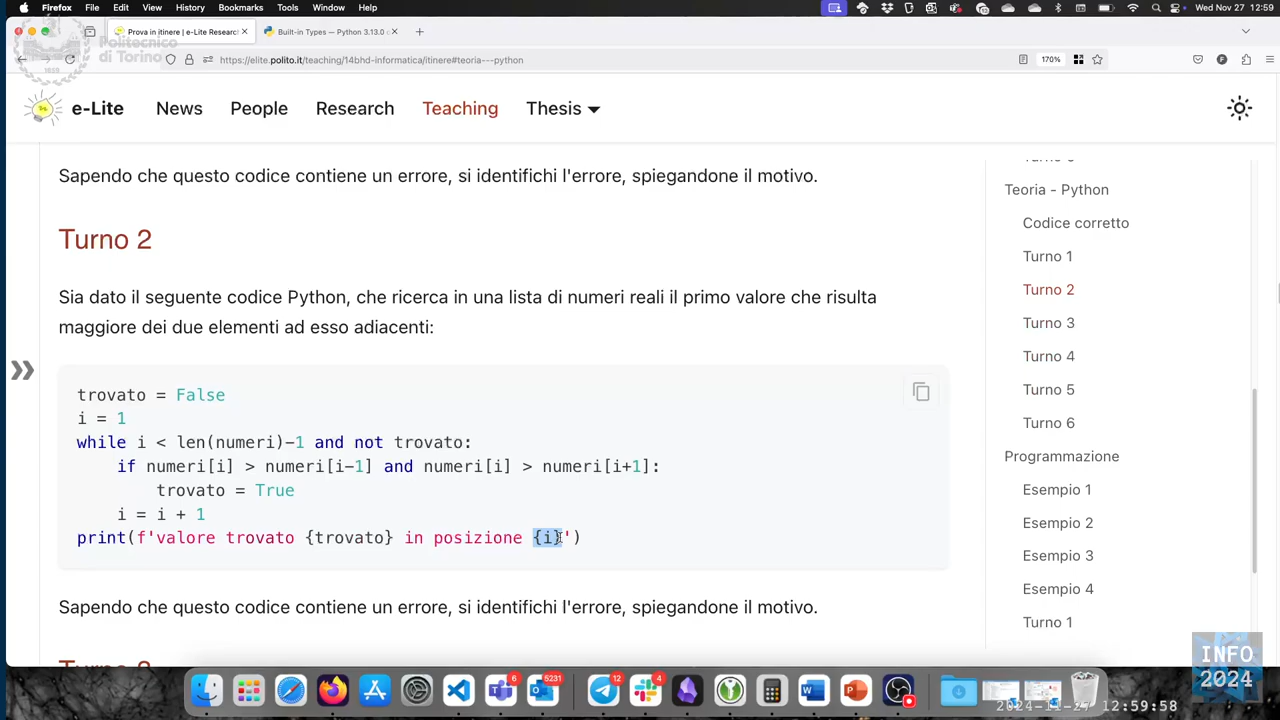 Firefox File Edit View History Bookmarks Tools Window Help
Wed Nov 27 12:59
Politecnico
di Torino
Prova in itinere | e-Lite Research
Built-in Types — Python 3.13.0
https://elite.polito.it/teaching/14bhd-informatica/itinere#teoria---python
170%
e-Lite News People Research Teaching Thesis
Sapendo che questo codice contiene un errore, si identifichi l'errore, spiegandone il motivo.
Turno 2
Sia dato il seguente codice Python, che ricerca in una lista di numeri reali il primo valore che risulta
maggiore dei due elementi ad esso adiacenti:
trovato = False
i = 1
while i < len(numeri)-1 and not trovato:
if numeri[i] > numeri[i-1] and numeri[i] > numeri[i+1]:
trovato = True
i = i + 1
print(f'valore trovato {trovato} in posizione {i}')
Sapendo che questo codice contiene un errore, si identifichi l'errore, spiegandone il motivo.
Teoria - Python
Codice corretto
Turno 1
Turno 2
Turno 3
Turno 4
Turno 5
Turno 6
Programmazione
Esempio 1
Esempio 2
Esempio 3
Esempio 4
Turno 1
6
5231
12
4
INFO
2024
2024-11-27 12:59:58